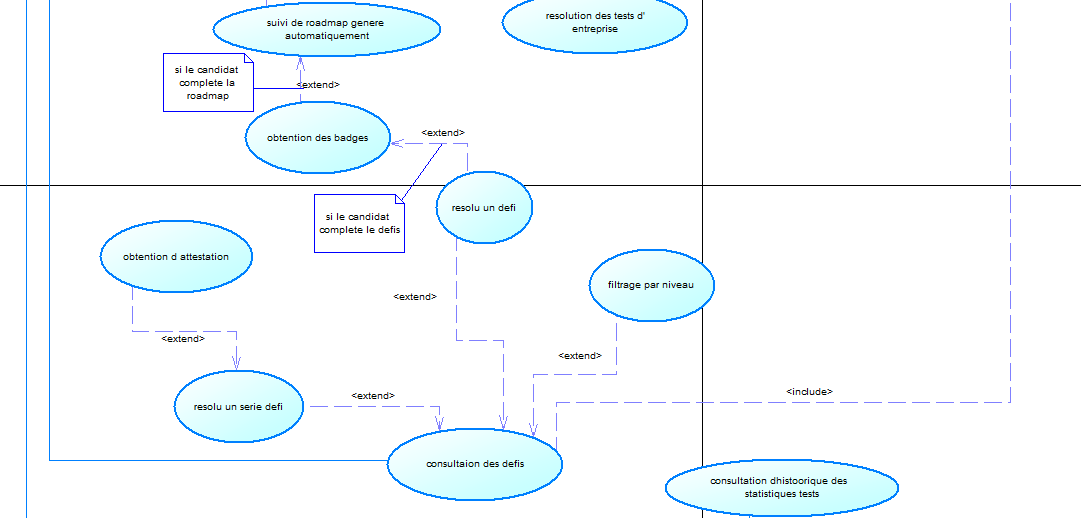 suivi de roadmap genere
automatiquement
resolution des tests d'
entreprise
si le candidat
complete la
roadmap
<extend>
obtention des badges
<extend>
resolu un defi
si le candidat
complete le defis
obtention d attestation
filtrage par niveau
<extend>
<extend>
<extend>
<extend>
<include>
resolu un serie defi
consultaion des defis
consultation dhistoorique des
statistiques tests